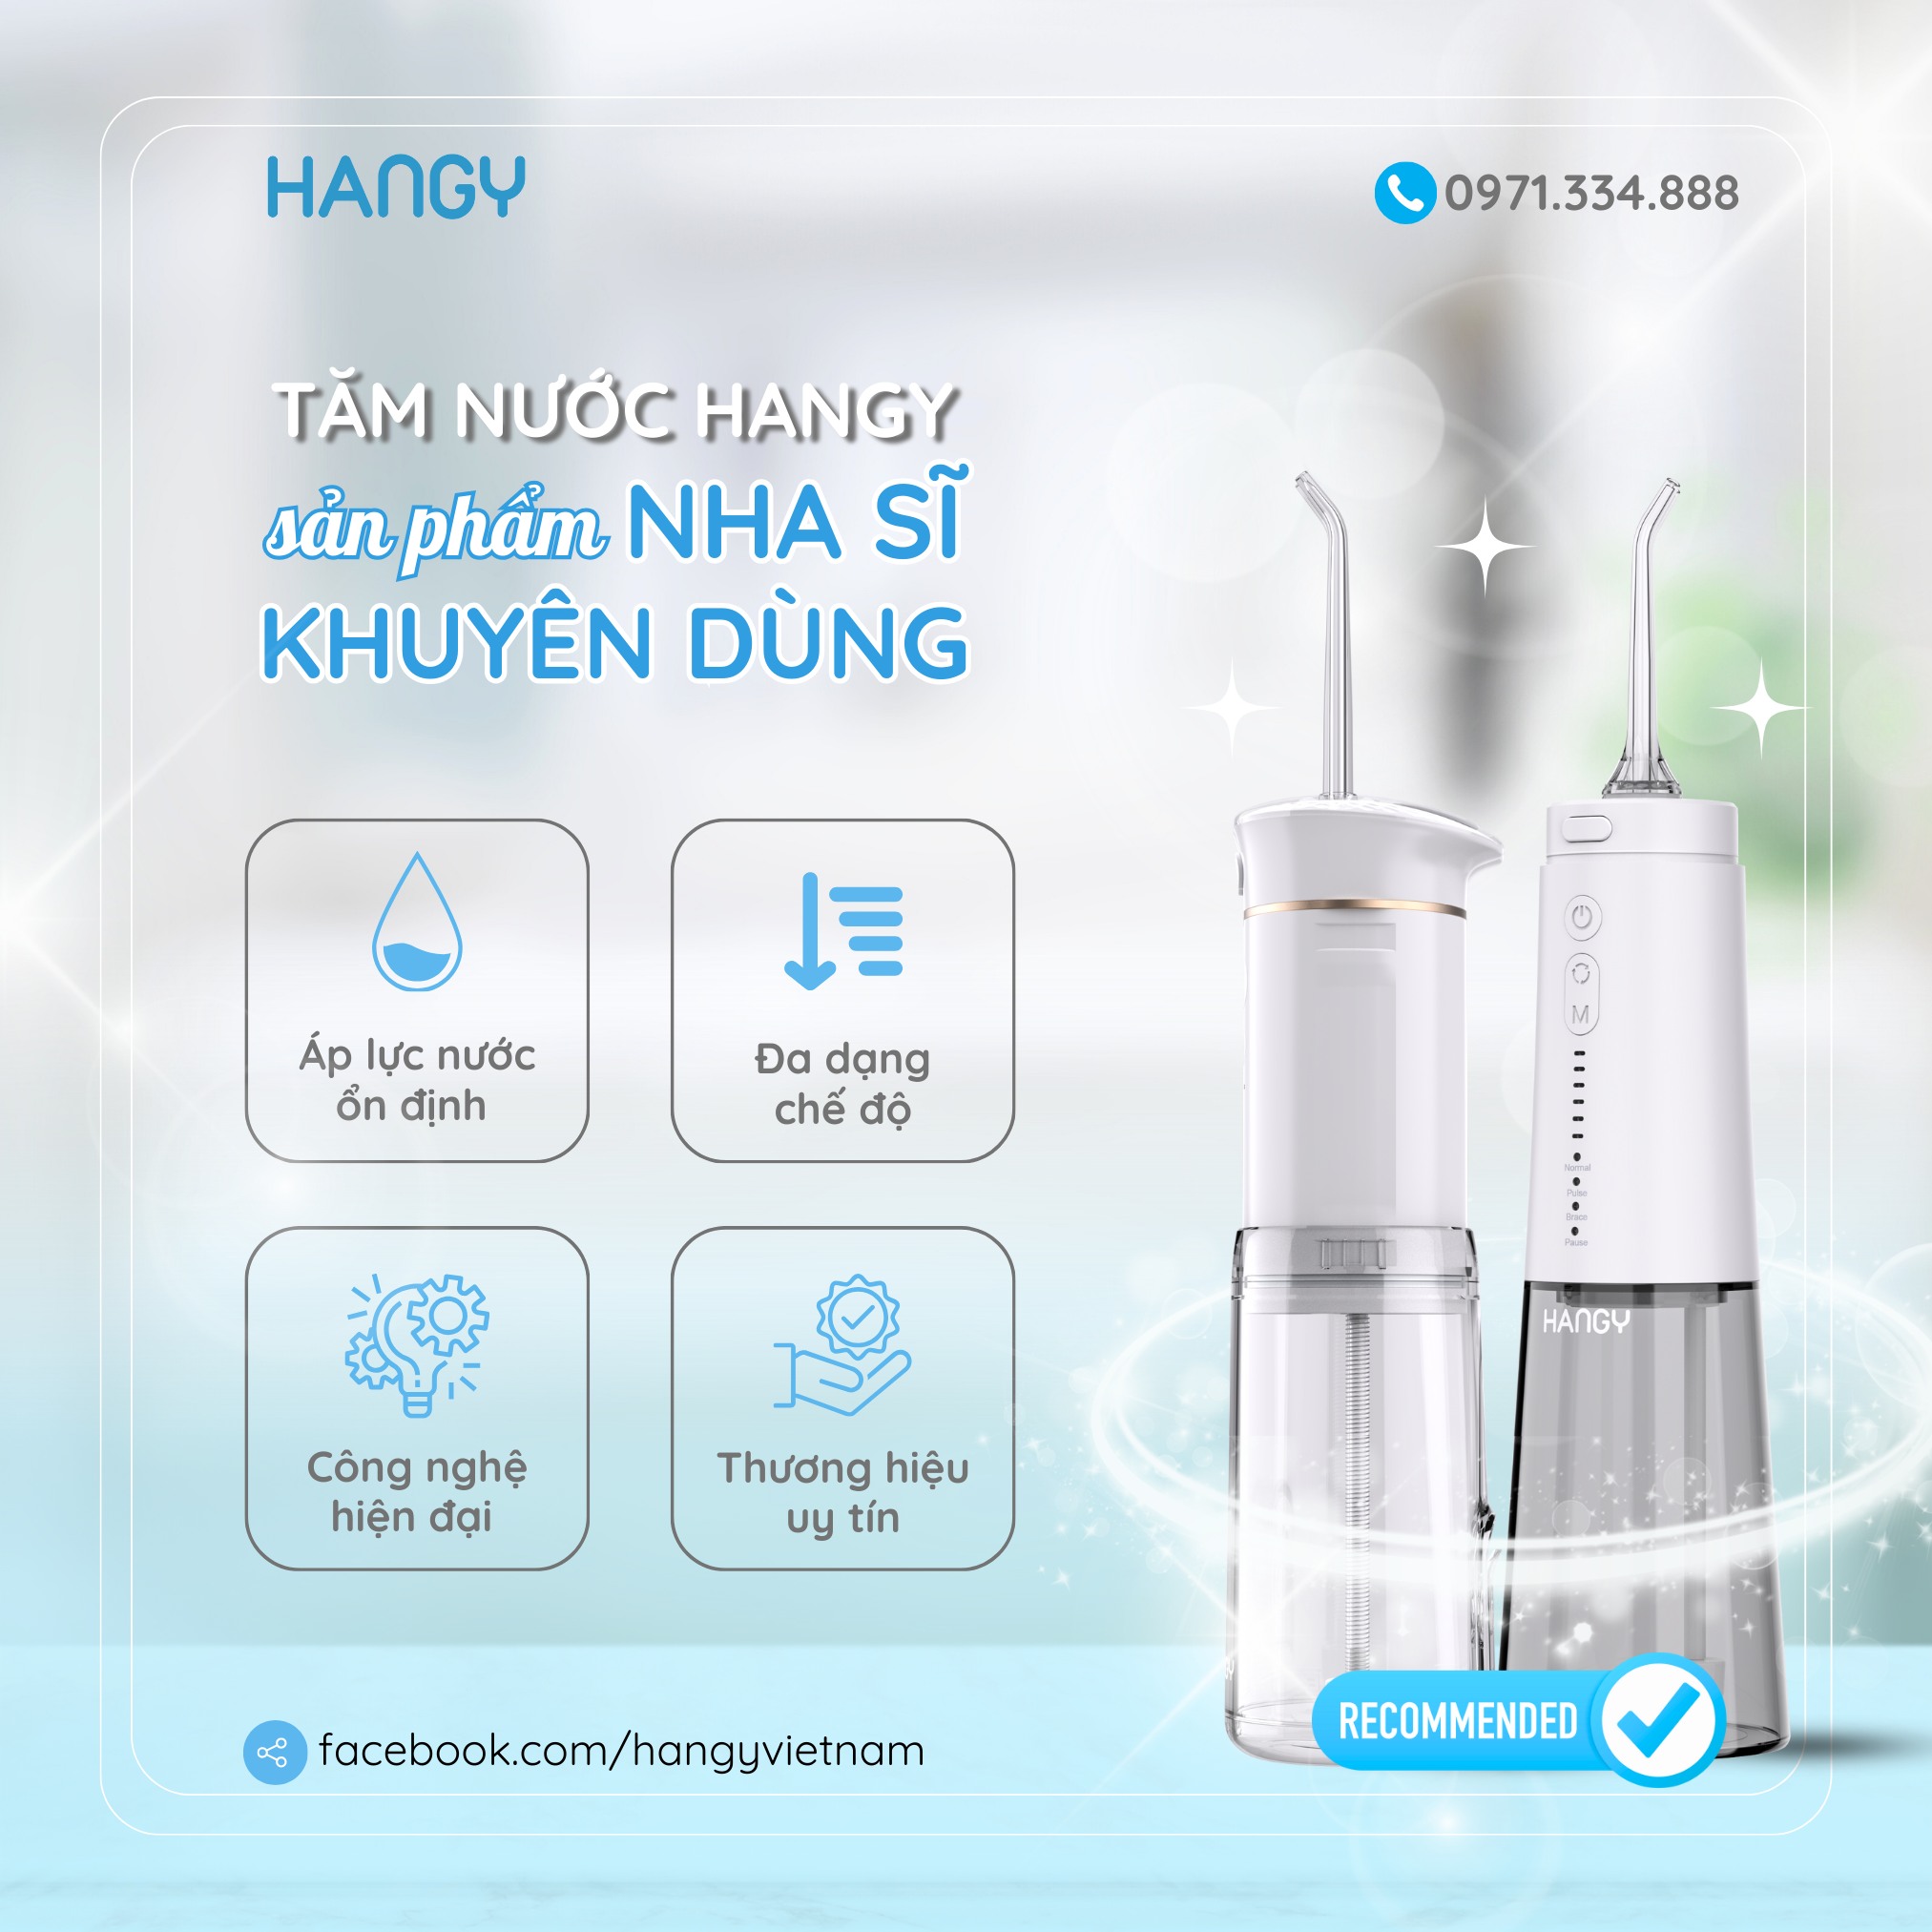 HANGY
0971.334.888
TĂM NƯỚC HANGY
sản phẩm NHA SĨ
KHUYÊN DÙNG
Áp lực nước
ổn định
Đa dạng
chế độ
Công nghệ
hiện đại
Thương hiệu
uy tín
M
Normal
Pulse
Brace
Pause
HANGY
RECOMMENDED
facebook.com/hangyvietnam